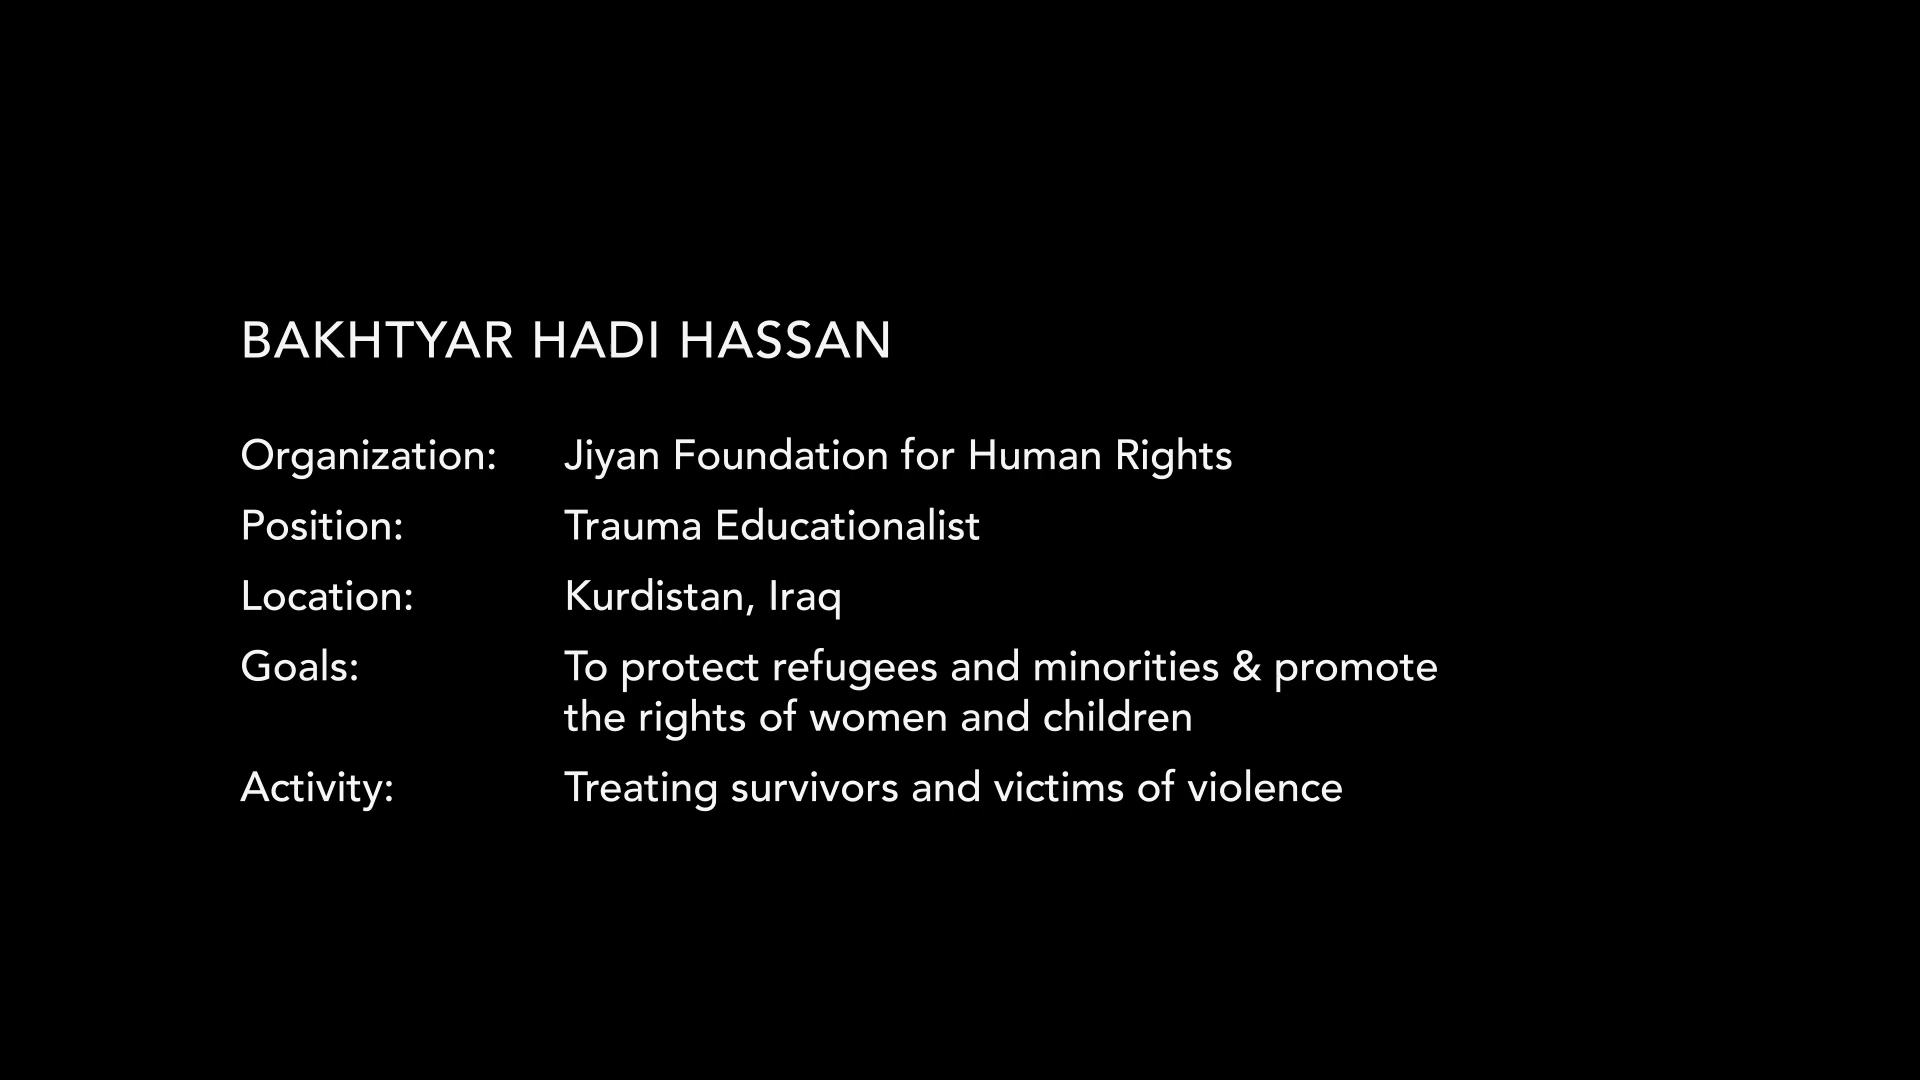 BAKHTYAR HADI HASSAN
Organization: Jiyan Foundation for Human Rights
Position: Trauma Educationalist
Location: Kurdistan, Iraq
Goals: To protect refugees and minorities & promote
the rights of women and children
Activity: Treating survivors and victims of violence